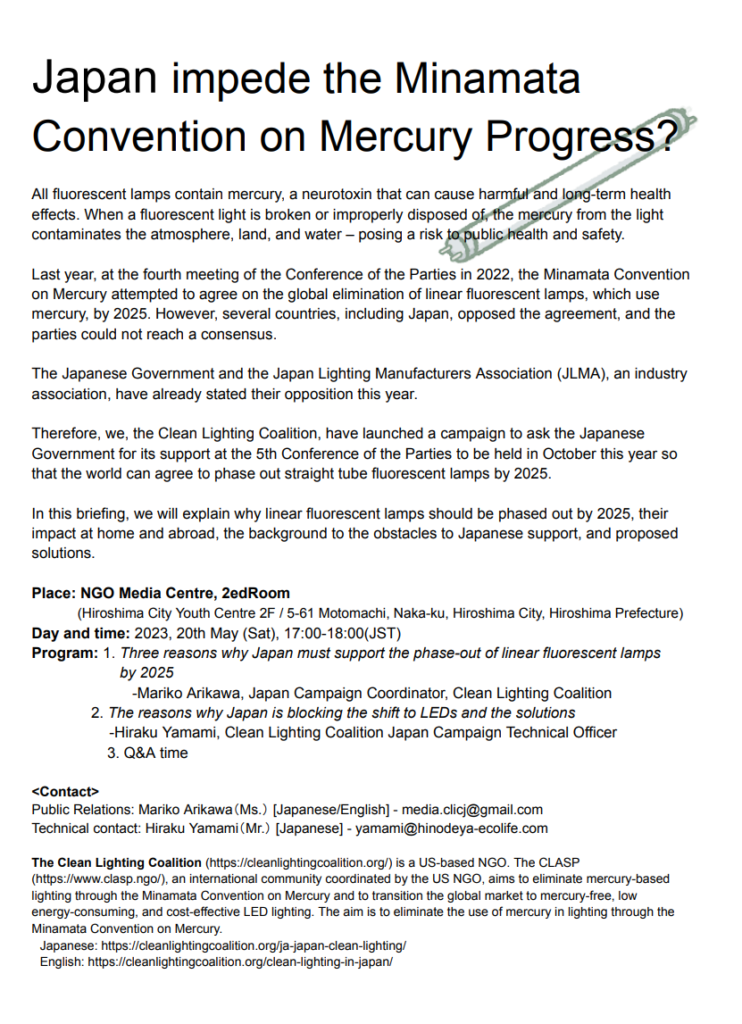 Japan impede the Minamata
Convention on Mercury Progress?
All fluorescent lamps contain mercury, a neurotoxin that can cause harmful and long-term health
effects. When a fluorescent light is broken or improperly disposed of, the mercury from the light
contaminates the atmosphere, land, and water – posing a risk to public health and safety.
Last year, at the fourth meeting of the Conference of the Parties in 2022, the Minamata Convention
on Mercury attempted to agree on the global elimination of linear fluorescent lamps, which use
mercury, by 2025. However, several countries, including Japan, opposed the agreement, and the
parties could not reach a consensus.
The Japanese Government and the Japan Lighting Manufacturers Association (JLMA), an industry
association, have already stated their opposition this year.
Therefore, we, the Clean Lighting Coalition, have launched a campaign to ask the Japanese
Government for its support at the 5th Conference of the Parties to be held in October this year so
that the world can agree to phase out straight tube fluorescent lamps by 2025.
In this briefing, we will explain why linear fluorescent lamps should be phased out by 2025, their
impact at home and abroad, the background to the obstacles to Japanese support, and proposed
solutions.
Place: NGO Media Centre, 2edRoom
(Hiroshima City Youth Centre 2F / 5-61 Motomachi, Naka-ku, Hiroshima City, Hiroshima Prefecture)
Day and time: 2023, 20th May (Sat), 17:00-18:00(JST)
Program: 1. Three reasons why Japan must support the phase-out of linear fluorescent lamps
by 2025
-Mariko Arikawa, Japan Campaign Coordinator, Clean Lighting Coalition
2. The reasons why Japan is blocking the shift to LEDs and the solutions
-Hiraku Yamami, Clean Lighting Coalition Japan Campaign Technical Officer
3. Q&A time
<Contact>
Public Relations: Mariko Arikawa（Ms.） [Japanese/English] - media.clicj@gmail.com
Technical contact: Hiraku Yamami（Mr.） [Japanese] - yamami@hinodeya-ecolife.com
The Clean Lighting Coalition (https://cleanlightingcoalition.org/) is a US-based NGO. The CLASP
(https://www.clasp.ngo/), an international community coordinated by the US NGO, aims to eliminate mercury-based
lighting through the Minamata Convention on Mercury and to transition the global market to mercury-free, low
energy-consuming, and cost-effective LED lighting. The aim is to eliminate the use of mercury in lighting through the
Minamata Convention on Mercury.
Japanese: https://cleanlightingcoalition.org/ja-japan-clean-lighting/
English: https://cleanlightingcoalition.org/clean-lighting-in-japan/